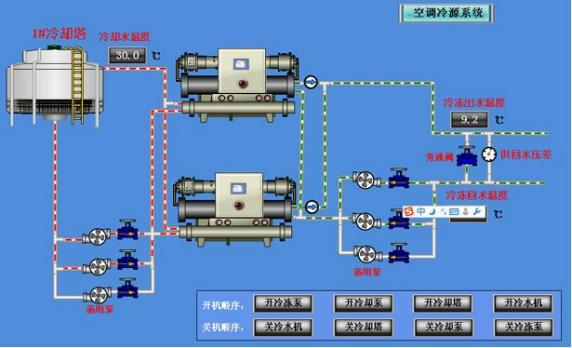 空调冷源系统
1#冷却塔
冷却水温度
30.0 ℃
冷冻出水温度
9.2 ℃
旁通阀
供回水压差
冷冻回水温度
中
℃
备用泵
备用泵
开机顺序： 开冷冻泵 开冷却泵 开冷却塔 开冷水机
关机顺序： 关冷水机 关冷却塔 关冷却泵 关冷冻泵